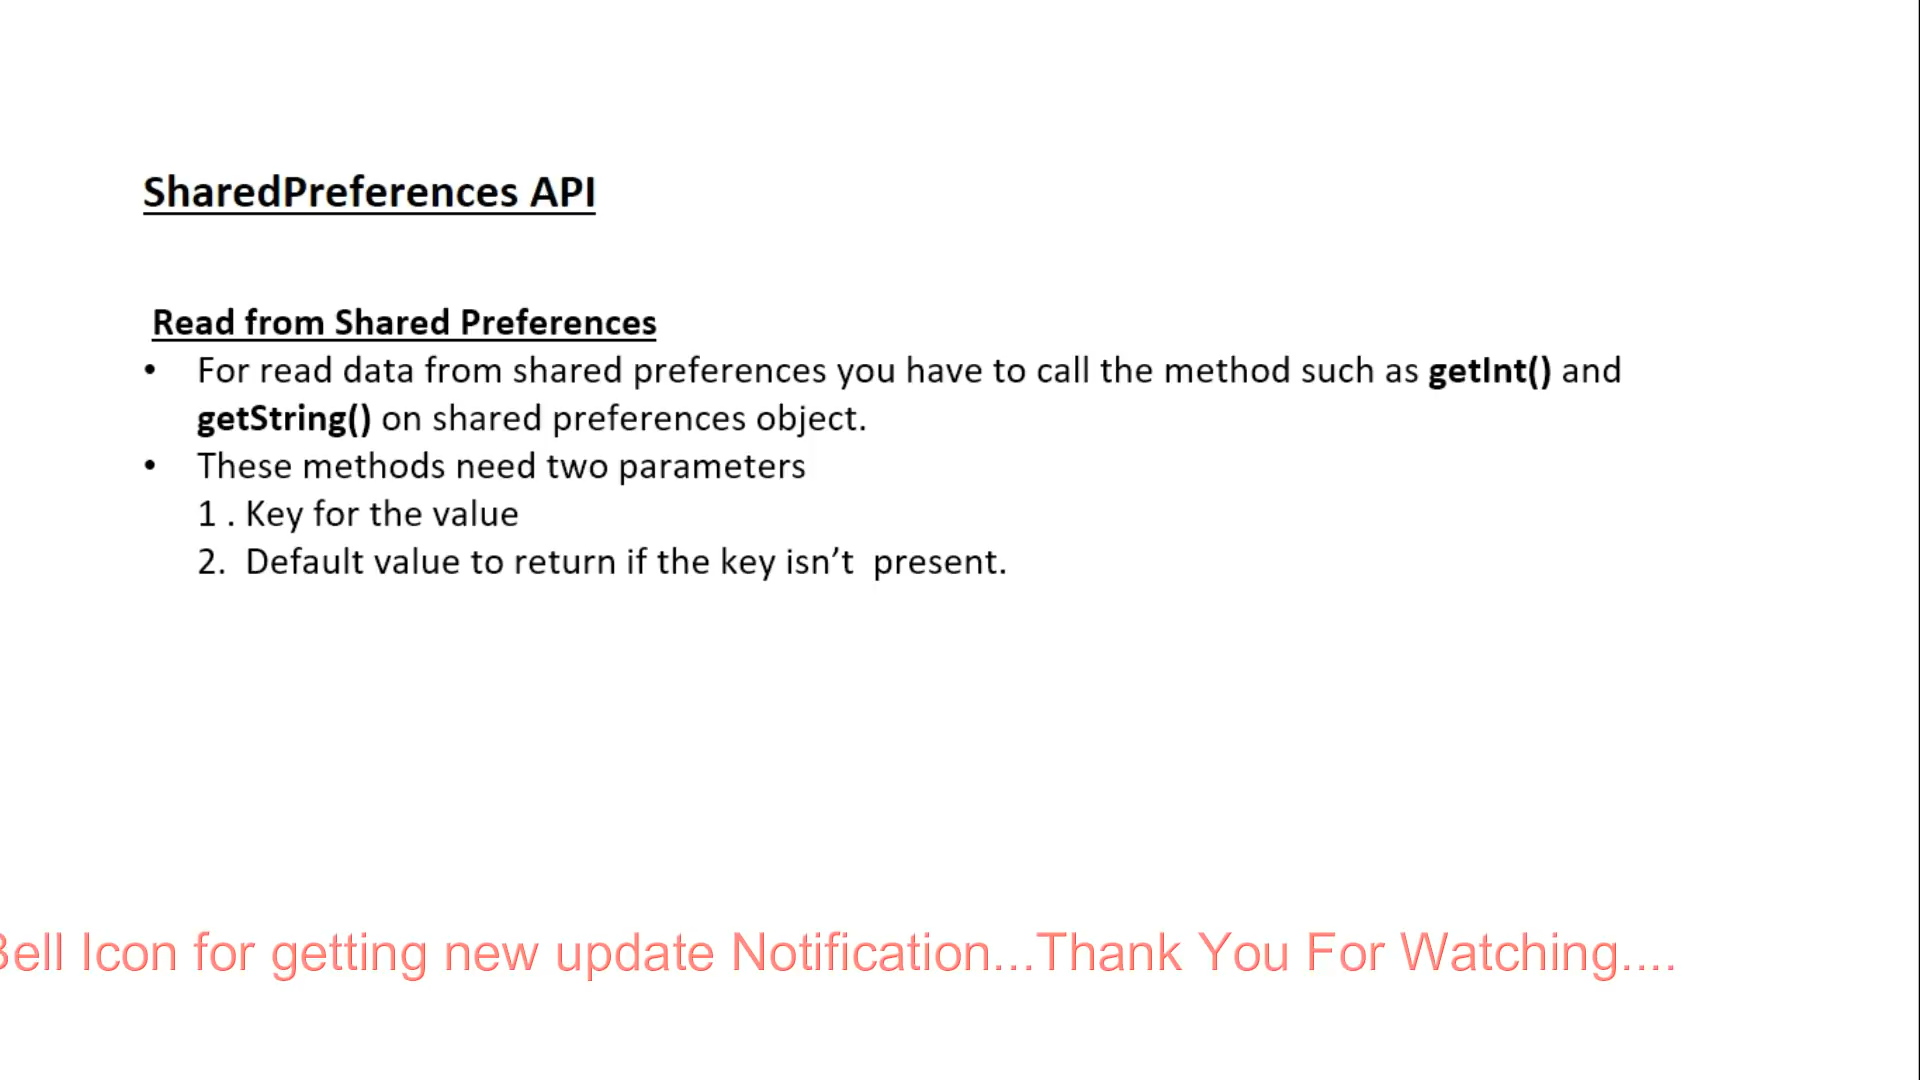 SharedPreferences API
Read from Shared Preferences
• For read data from shared preferences you have to call the method such as getInt() and
getString() on shared preferences object.
• These methods need two parameters
1 . Key for the value
2. Default value to return if the key isn’t present.
Bell Icon for getting new update Notification...Thank You For Watching....